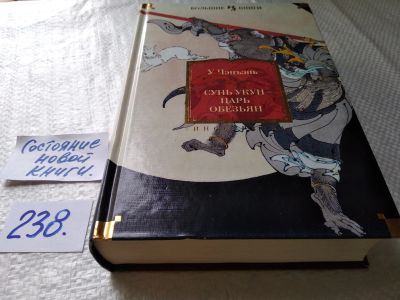 БОЛЬШИЕ КНИГИ
У Чэнъэнь
СУНЬ УКУН
ЦАРЬ
ОБЕЗЬЯН
Состояние
новой
книги.
238.